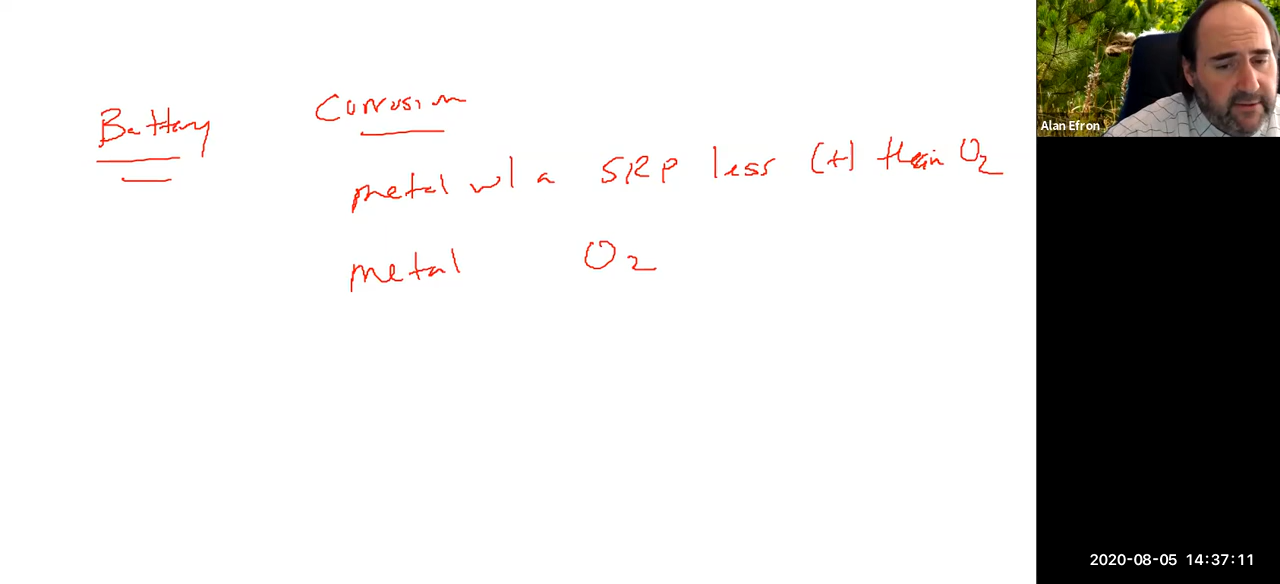 Battery
Corrosion
metal w/ a SRP less (+) than O2
metal O2
Alan Efron
2020-08-05 14:37:11